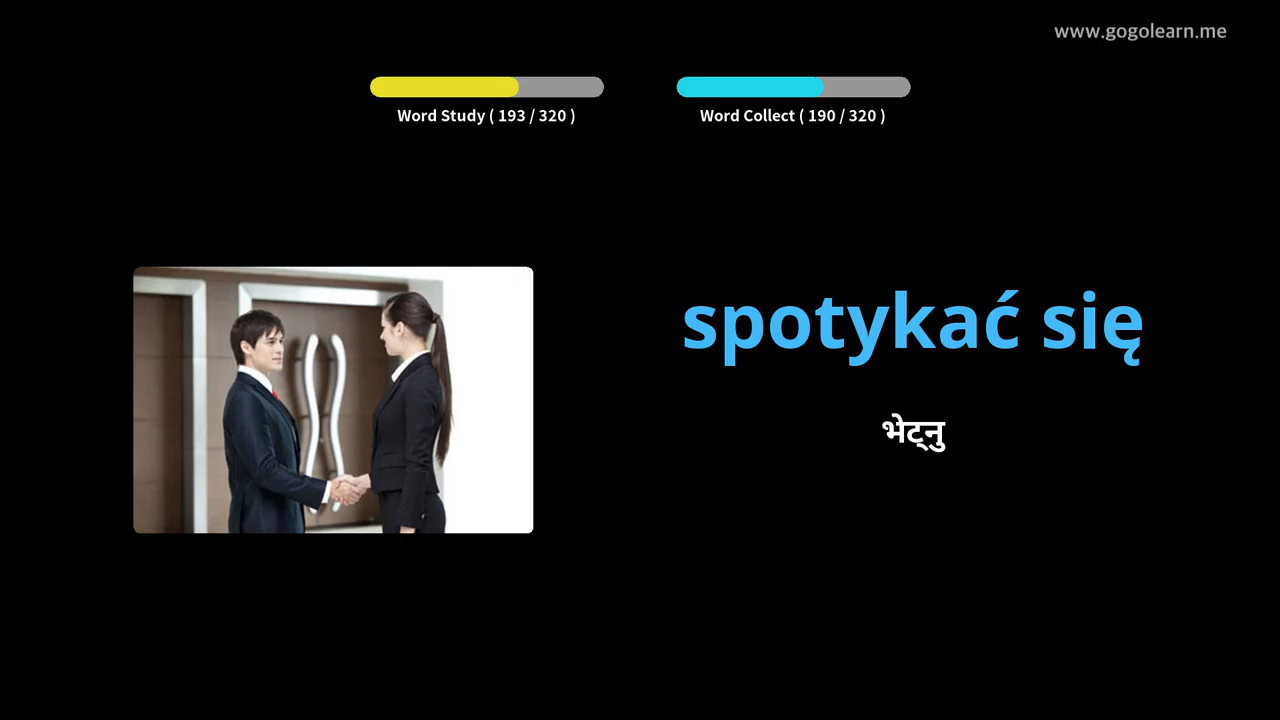 www.gogolearn.me
Word Study ( 193 / 320 )
Word Collect ( 190 / 320 )
spotykać się
भेट्नु